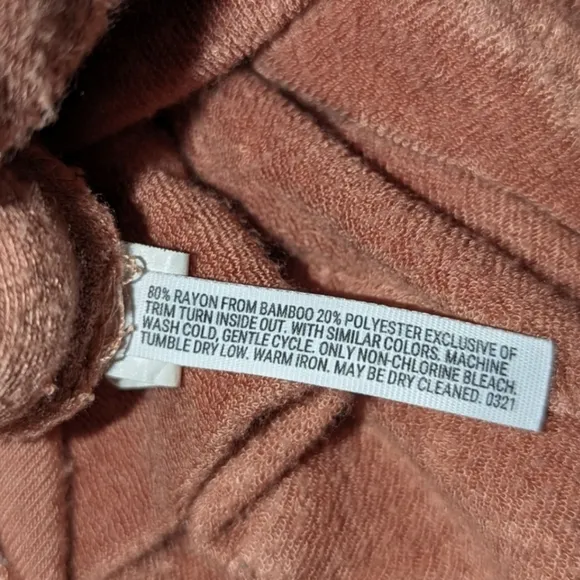 80% RAYON FROM BAMBOO 20% POLYESTER EXCLUSIVE OF
TRIM TURN INSIDE OUT. WITH SIMILAR COLORS. MACHINE
WASH COLD, GENTLE CYCLE. ONLY NON-CHLORINE BLEACH.
TUMBLE DRY LOW. WARM IRON. MAY BE DRY CLEANED. 0321